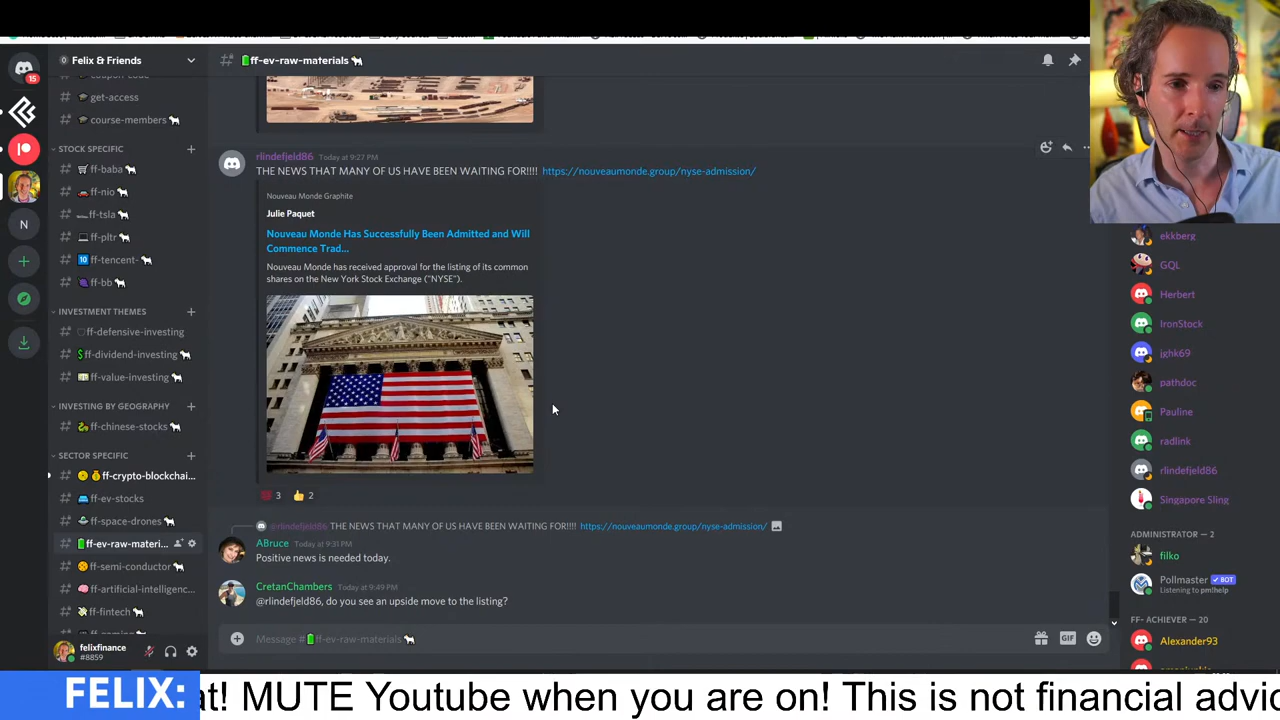 Felix & Friends
ff-ev-raw-materials
15
get-access
course-members
STOCK SPECIFIC
ff-baba
ff-nio
ff-tsla
ff-pltr
ff-tencent-
ff-bb
INVESTMENT THEMES
ff-defensive-investing
ff-dividend-investing
ff-value-investing
INVESTING BY GEOGRAPHY
ff-chinese-stocks
SECTOR SPECIFIC
ff-crypto-blockchai...
ff-ev-stocks
ff-space-drones
ff-ev-raw-materi...
ff-semi-conductor
ff-artificial-intelligenc...
ff-fintech
felixfinance
#8859
N
rlindefjeld86 Today at 9:27 PM
THE NEWS THAT MANY OF US HAVE BEEN WAITING FOR!!!! https://nouveaumonde.group/nyse-admission/
Nouveau Monde Graphite
Julie Paquet
Nouveau Monde Has Successfully Been Admitted and Will
Commence Trad...
Nouveau Monde has received approval for the listing of its common
shares on the New York Stock Exchange ("NYSE").
3 2
@rlindefjeld86 THE NEWS THAT MANY OF US HAVE BEEN WAITING FOR!!!! https://nouveaumonde.group/nyse-admission/
ABruce Today at 9:31 PM
Positive news is needed today.
CretanChambers Today at 9:49 PM
@rlindefjeld86, do you see an upside move to the listing?
Message #ff-ev-raw-materials
GIF
ekkberg
GQL
Herbert
IronStock
jghk69
pathdoc
Pauline
radlink
rlindefjeld86
Singapore Sling
ADMINISTRATOR — 2
filko
Pollmaster BOT
Listening to pm!help
FF- ACHIEVER — 20
Alexander93
FELIX:
at! MUTE Youtube when you are on! This is not financial advic